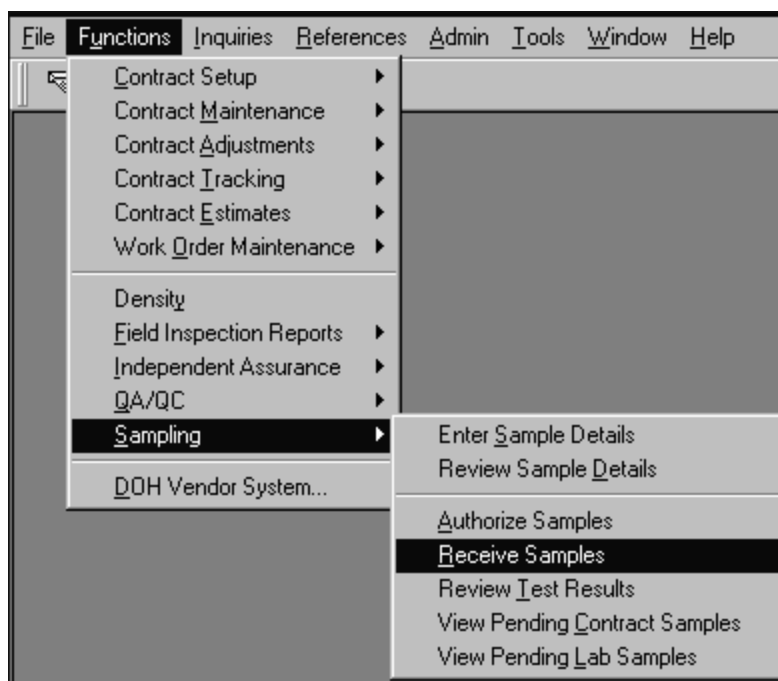 File Functions Inquiries References Admin Tools Window Help
Contract Setup
Contract Maintenance
Contract Adjustments
Contract Tracking
Contract Estimates
Work Order Maintenance
Density
Field Inspection Reports
Independent Assurance
QA/QC
Sampling
DOH Vendor System...
Enter Sample Details
Review Sample Details
Authorize Samples
Receive Samples
Review Test Results
View Pending Contract Samples
View Pending Lab Samples